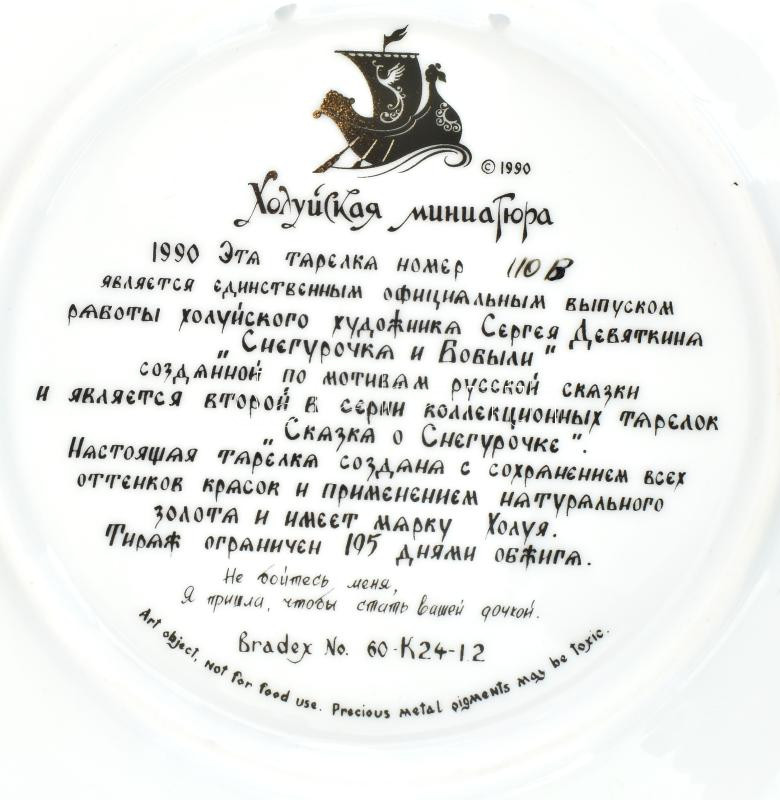 © 1990
Холуйская миниатюра
1990 Эта тарелка номер 110 В
является единственным официальным выпуском
работы холуйского художника Сергея Девяткина
„ Снегурочка и Бобыли "
созданной по мотивам русской сказки
и является второй в серии коллекционных тарелок
„ Сказка о Снегурочке ".
Настоящая тарелка создана с сохранением всех
оттенков красок и применением натурального
золота и имеет марку Холуя.
Тираж ограничен 195 днями обжига.
Не бойтесь меня,
Я пришла, чтобы стать вашей дочкой.
Bradex No. 60-K24-1.2
Art object, not for food use. Precious metal pigments may be toxic.